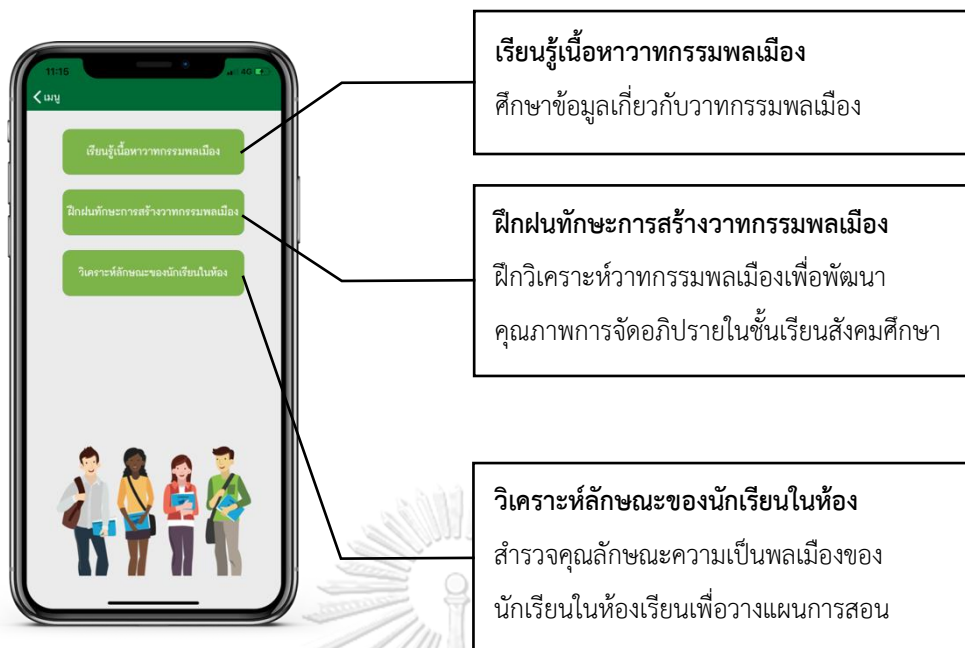 11:15
4G
เมนู
เรียนรู้เนื้อหาวาทกรรมพลเมือง
ฝึกฝนทักษะการสร้างวาทกรรมพลเมือง
วิเคราะห์ลักษณะของนักเรียนในห้อง
เรียนรู้เนื้อหาวาทกรรมพลเมือง
ศึกษาข้อมูลเกี่ยวกับวาทกรรมพลเมือง
ฝึกฝนทักษะการสร้างวาทกรรมพลเมือง
ฝึกวิเคราะห์วาทกรรมพลเมืองเพื่อพัฒนา
คุณภาพการจัดอภิปรายในชั้นเรียนสังคมศึกษา
วิเคราะห์ลักษณะของนักเรียนในห้อง
สำรวจคุณลักษณะความเป็นพลเมืองของ
นักเรียนในห้องเรียนเพื่อวางแผนการสอน